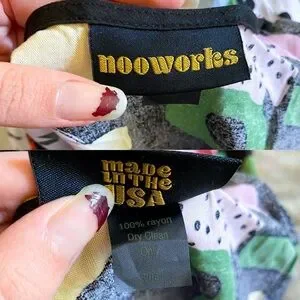 nooworks
made
in the
USA
100% rayon
Dry Clean
Only